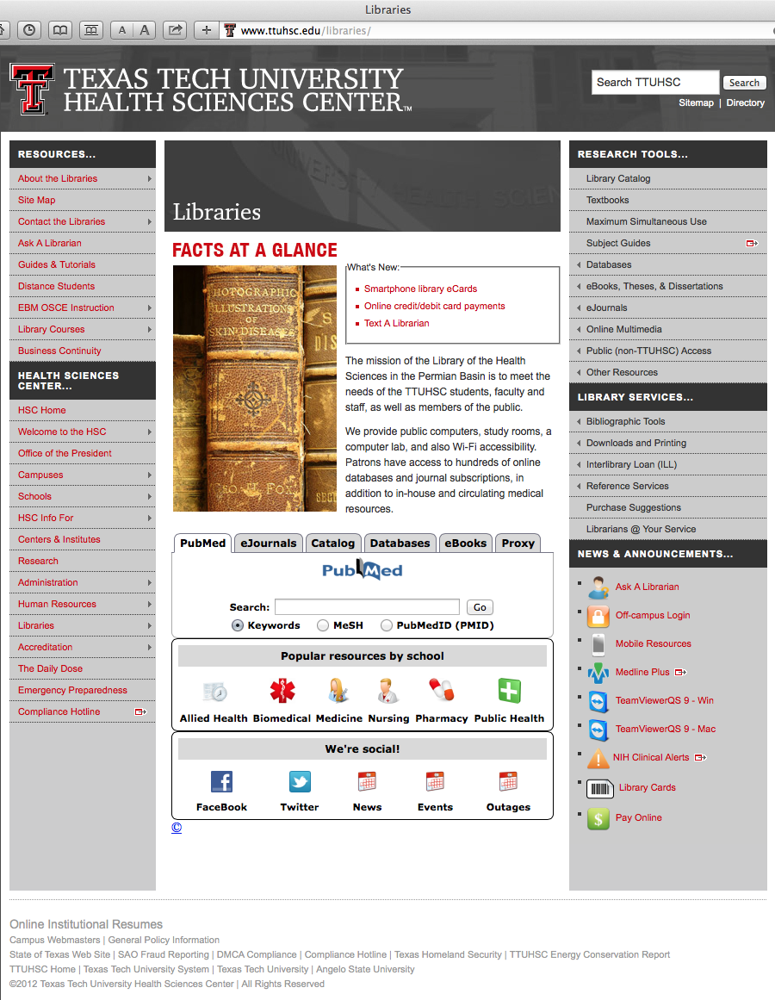 Libraries
A A + www.ttuhsc.edu/libraries/
TEXAS TECH UNIVERSITY
HEALTH SCIENCES CENTER™
Search TTUHSC Search
Sitemap | Directory
RESOURCES...
About the Libraries
Site Map
Contact the Libraries
Ask A Librarian
Guides & Tutorials
Distance Students
EBM OSCE Instruction
Library Courses
Business Continuity
HEALTH SCIENCES
CENTER...
HSC Home
Welcome to the HSC
Office of the President
Campuses
Schools
HSC Info For
Centers & Institutes
Research
Administration
Human Resources
Libraries
Accreditation
The Daily Dose
Emergency Preparedness
Compliance Hotline
Libraries
FACTS AT A GLANCE
HOTOGRAPHIC
ILLUSTRATIONS
OF
SKIN DISEASES
GEO. H. FOX
What's New:
Smartphone library eCards
Online credit/debit card payments
Text A Librarian
The mission of the Library of the Health
Sciences in the Permian Basin is to meet the
needs of the TTUHSC students, faculty and
staff, as well as members of the public.
We provide public computers, study rooms, a
computer lab, and also Wi-Fi accessibility.
Patrons have access to hundreds of online
databases and journal subscriptions, in
addition to in-house and circulating medical
resources.
PubMed eJournals Catalog Databases eBooks Proxy
PubMed
Search: Go
Keywords MeSH PubMedID (PMID)
Popular resources by school
Allied Health Biomedical Medicine Nursing Pharmacy Public Health
We're social!
FaceBook Twitter News Events Outages
©
RESEARCH TOOLS...
Library Catalog
Textbooks
Maximum Simultaneous Use
Subject Guides
Databases
eBooks, Theses, & Dissertations
eJournals
Online Multimedia
Public (non-TTUHSC) Access
Other Resources
LIBRARY SERVICES...
Bibliographic Tools
Downloads and Printing
Interlibrary Loan (ILL)
Reference Services
Purchase Suggestions
Librarians @ Your Service
NEWS & ANNOUNCEMENTS...
Ask A Librarian
Off-campus Login
Mobile Resources
Medline Plus
TeamViewerQS 9 - Win
TeamViewerQS 9 - Mac
NIH Clinical Alerts
Library Cards
Pay Online
Online Institutional Resumes
Campus Webmasters | General Policy Information
State of Texas Web Site | SAO Fraud Reporting | DMCA Compliance | Compliance Hotline | Texas Homeland Security | TTUHSC Energy Conservation Report
TTUHSC Home | Texas Tech University System | Texas Tech University | Angelo State University
©2012 Texas Tech University Health Sciences Center | All Rights Reserved